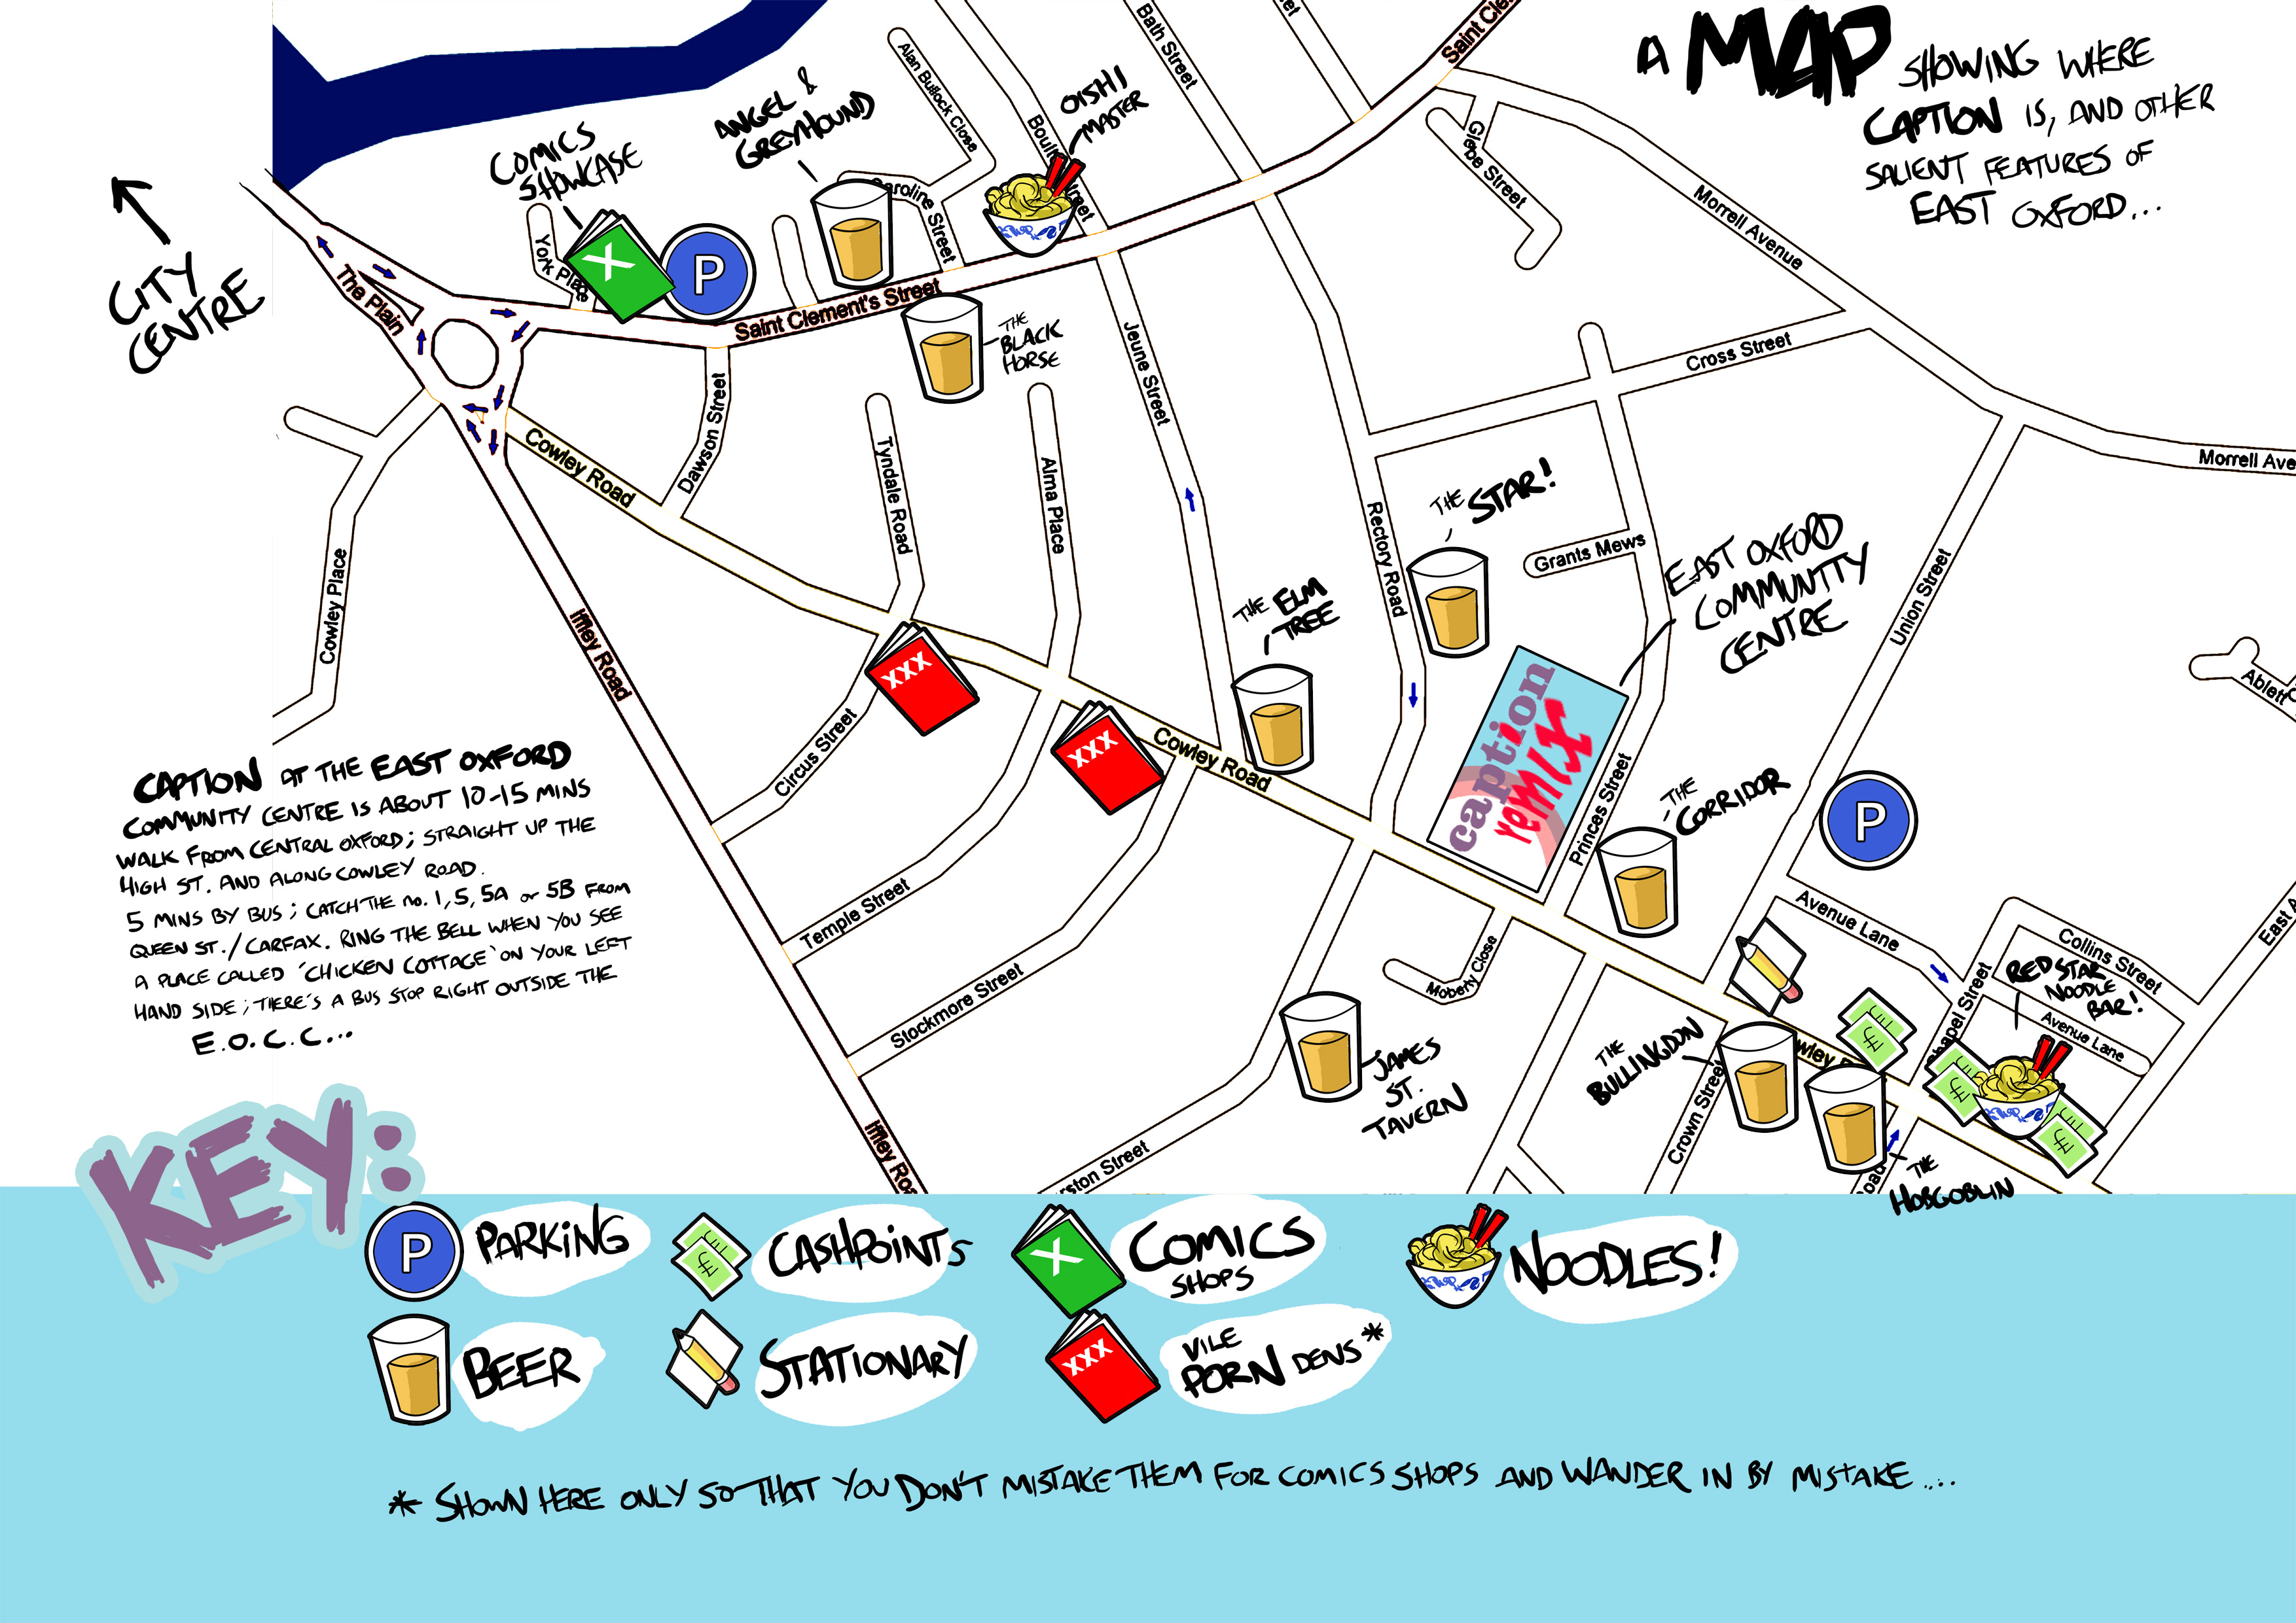 A MAP SHOWING WHERE
CAPTION IS, AND OTHER
SALIENT FEATURES OF
EAST OXFORD...
CITY
CENTRE
COMICS
SHOWCASE
ANGEL &
GREYHOUND
OISHI
MASTER
Alan Bullock Close
Bath Street
Saint Cle
Glebe Street
Morrell Avenue
York Place
P
X
Caroline Street
The Plain
Saint Clement's Street
THE
BLACK
HORSE
Jeune Street
Cross Street
Morrell Ave
Dawson Street
Cowley Road
Tyndale Road
Alma Place
Rectory Road
THE STAR!
Grants Mews
EAST OXFORD
COMMUNITY
CENTRE
Union Street
Cowley Place
Iffley Road
THE ELM
TREE
XXX
XXX
Circus Street
Cowley Road
caption
remix
Princes Street
THE
CORRIDOR
P
Ablett
CAPTION AT THE EAST OXFORD
COMMUNITY CENTRE IS ABOUT 10-15 MINS
WALK FROM CENTRAL OXFORD; STRAIGHT UP THE
HIGH ST. AND ALONG COWLEY ROAD.
5 MINS BY BUS; CATCH THE no. 1, 5, 5A or 5B FROM
QUEEN ST./CARFAX. RING THE BELL WHEN YOU SEE
A PLACE CALLED 'CHICKEN COTTAGE' ON YOUR LEFT
HAND SIDE; THERE'S A BUS STOP RIGHT OUTSIDE THE
E.O.C.C...
Temple Street
Stockmore Street
Moberly Close
Avenue Lane
Collins Street
East A
RED STAR
NOODLE
BAR!
Avenue Lane
Chapel Street
JAMES
ST.
TAVERN
THE
BULLINGDON
wley R
Crown Street
Iffley Roa
rston Street
Road
THE
HOBGOBLIN
KEY:
P PARKING
£ CASHPOINTS
X COMICS
SHOPS
NOODLES!
BEER
STATIONARY
XXX VILE
PORN DENS*
* SHOWN HERE ONLY SO THAT YOU DON'T MISTAKE THEM FOR COMICS SHOPS AND WANDER IN BY MISTAKE...